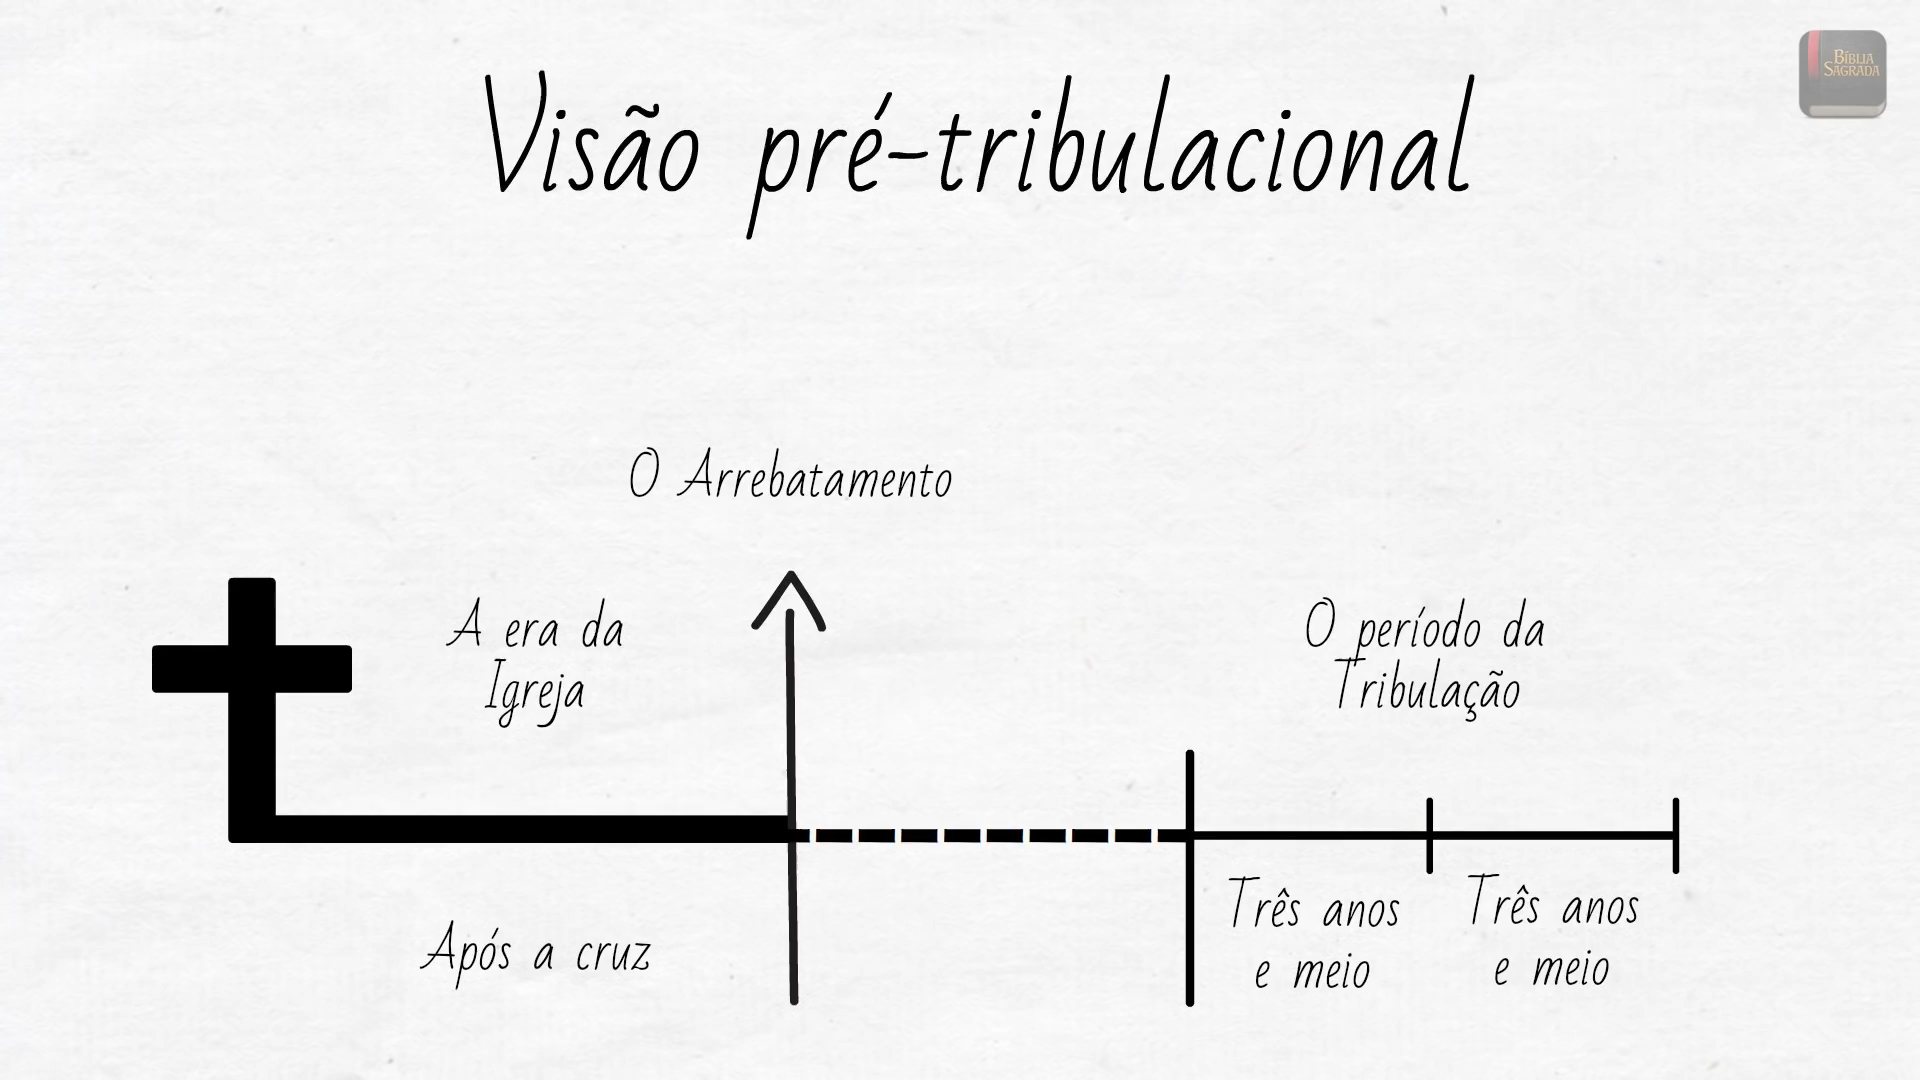 BÍBLIA
SAGRADA
Visão pré-tribulacional
O Arrebatamento
A era da
Igreja
O período da
Tribulação
Após a cruz
Três anos
e meio
Três anos
e meio